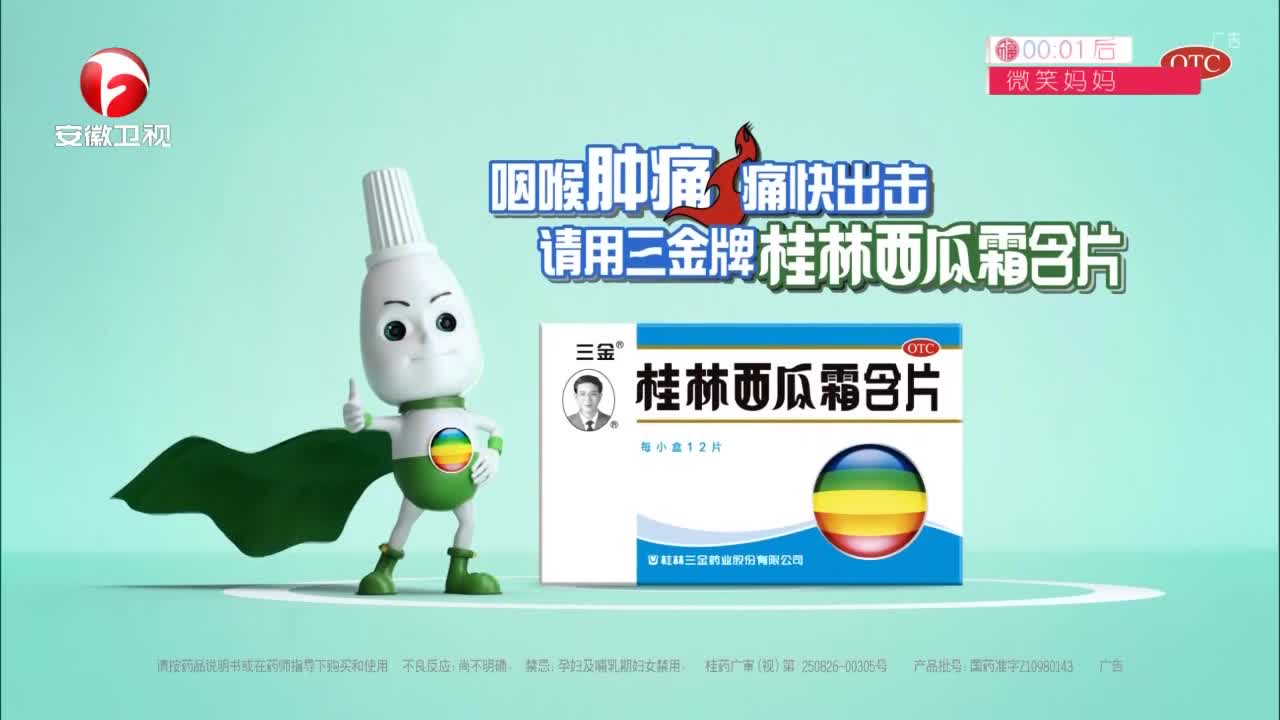 安徽卫视
广告
00:01后
OTC
微笑妈妈
咽喉肿痛 痛快出击
请用三金牌桂林西瓜霜含片
三金®
OTC
桂林西瓜霜含片
®
每小盒12片
桂林三金药业股份有限公司
请按药品说明书或在药师指导下购买和使用 不良反应：尚不明确。 禁忌：孕妇及哺乳期妇女禁用。 桂药广审(视)第 250826-00305号 产品批号：国药准字Z10980143 广告